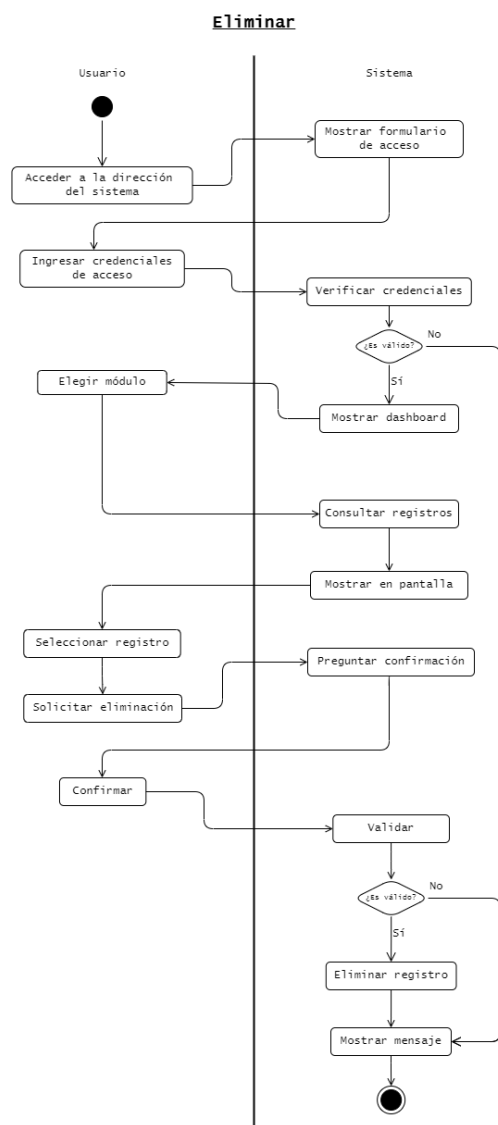 Eliminar
Usuario
Sistema
Mostrar formulario
de acceso
Acceder a la dirección
del sistema
Ingresar credenciales
de acceso
Verificar credenciales
¿Es válido?
No
Sí
Elegir módulo
Mostrar dashboard
Consultar registros
Mostrar en pantalla
Seleccionar registro
Preguntar confirmación
Solicitar eliminación
Confirmar
Validar
¿Es válido?
No
Sí
Eliminar registro
Mostrar mensaje